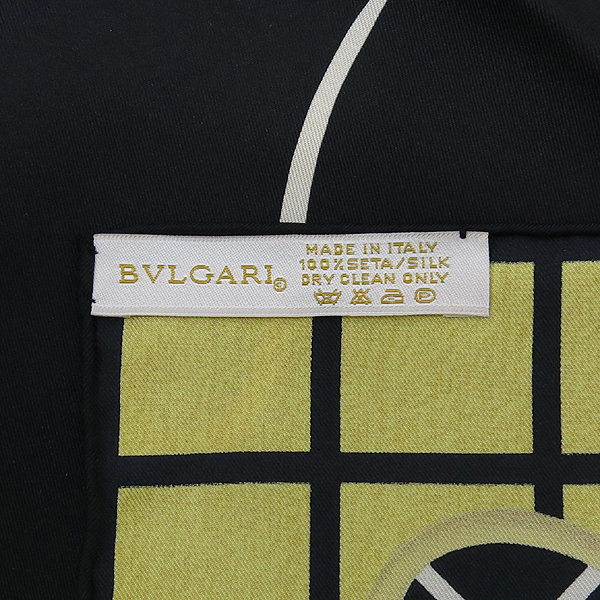 BVLGARI®
MADE IN ITALY
100% SETA/SILK
DRY CLEAN ONLY